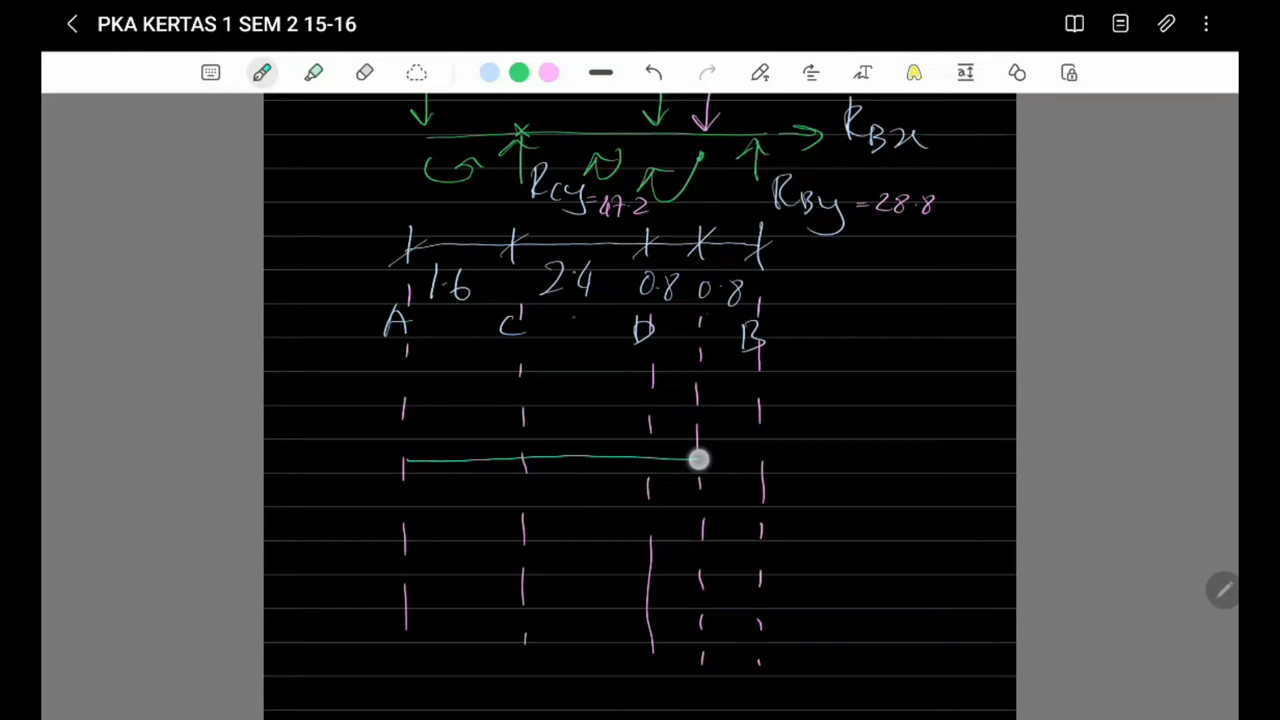 PKA KERTAS 1 SEM 2 15-16
RBx
RCy =47.2
RBy = 28.8
1.6 2.4 0.8 0.8
A C D B